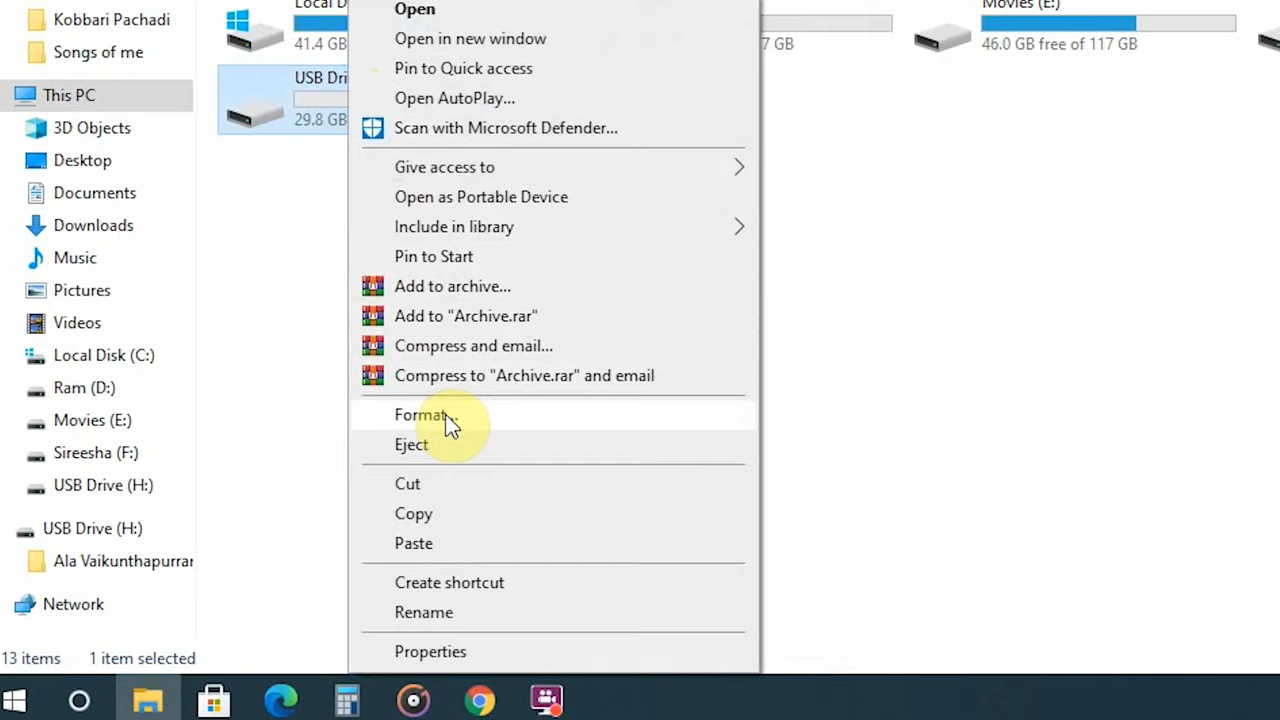 Kobbari Pachadi
Songs of me
This PC
3D Objects
Desktop
Documents
Downloads
Music
Pictures
Videos
Local Disk (C:)
Ram (D:)
Movies (E:)
Sireesha (F:)
USB Drive (H:)
USB Drive (H:)
Ala Vaikunthapurrar
Network
13 items 1 item selected
Local D
41.4 GB
USB Dri
29.8 GB
Open
Open in new window
Pin to Quick access
Open AutoPlay...
Scan with Microsoft Defender...
Give access to
Open as Portable Device
Include in library
Pin to Start
Add to archive...
Add to "Archive.rar"
Compress and email...
Compress to "Archive.rar" and email
Format...
Eject
Cut
Copy
Paste
Create shortcut
Rename
Properties
7 GB
Movies (E:)
46.0 GB free of 117 GB